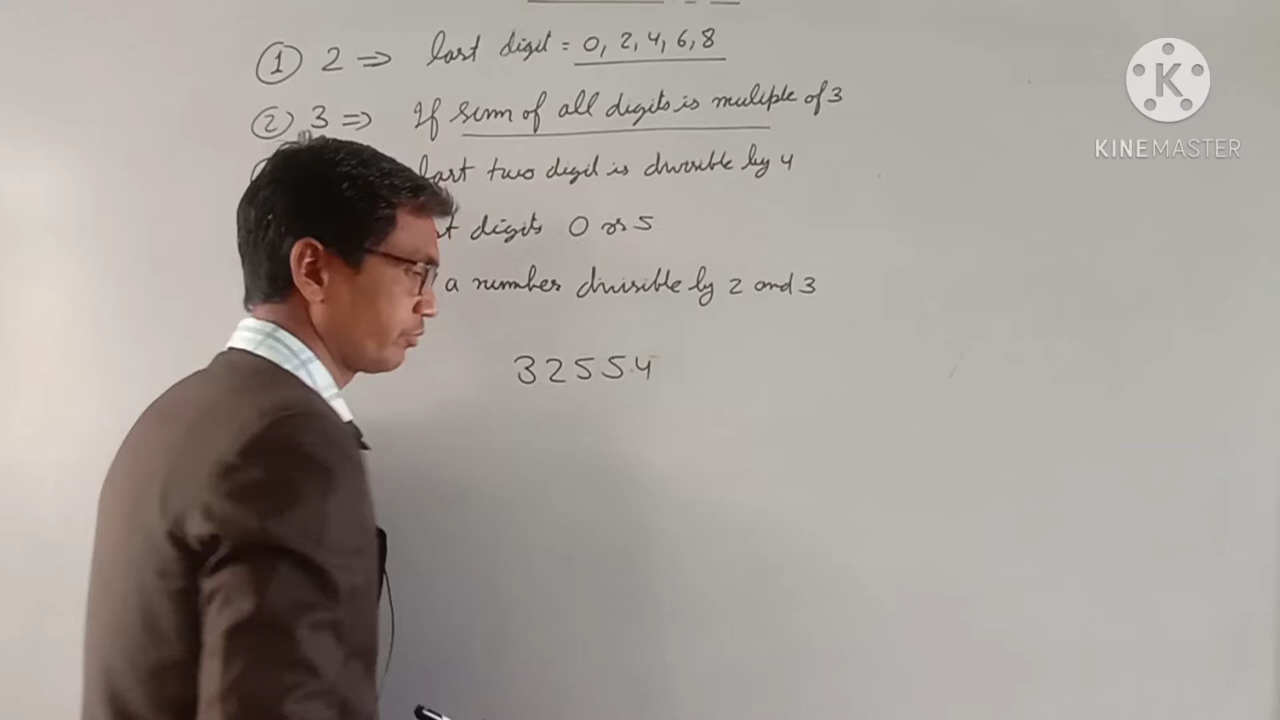 ① 2 ⇒ last digit = 0, 2, 4, 6, 8
② 3 ⇒ If sum of all digits is muliple of 3
last two digit is divisible by 4
digits 0 or 5
a number divisible by 2 and 3
32554
KINEMASTER